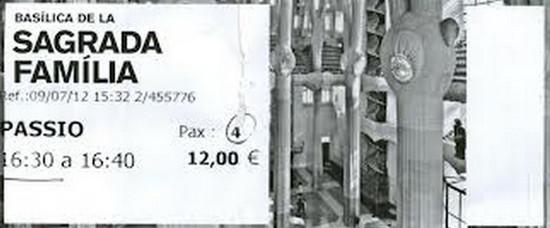 BASÍLICA DE LA
SAGRADA
FAMÍLIA
Ref.:09/07/12 15:32 2/455776
PASSIO Pax : 4
16:30 a 16:40 12,00 €